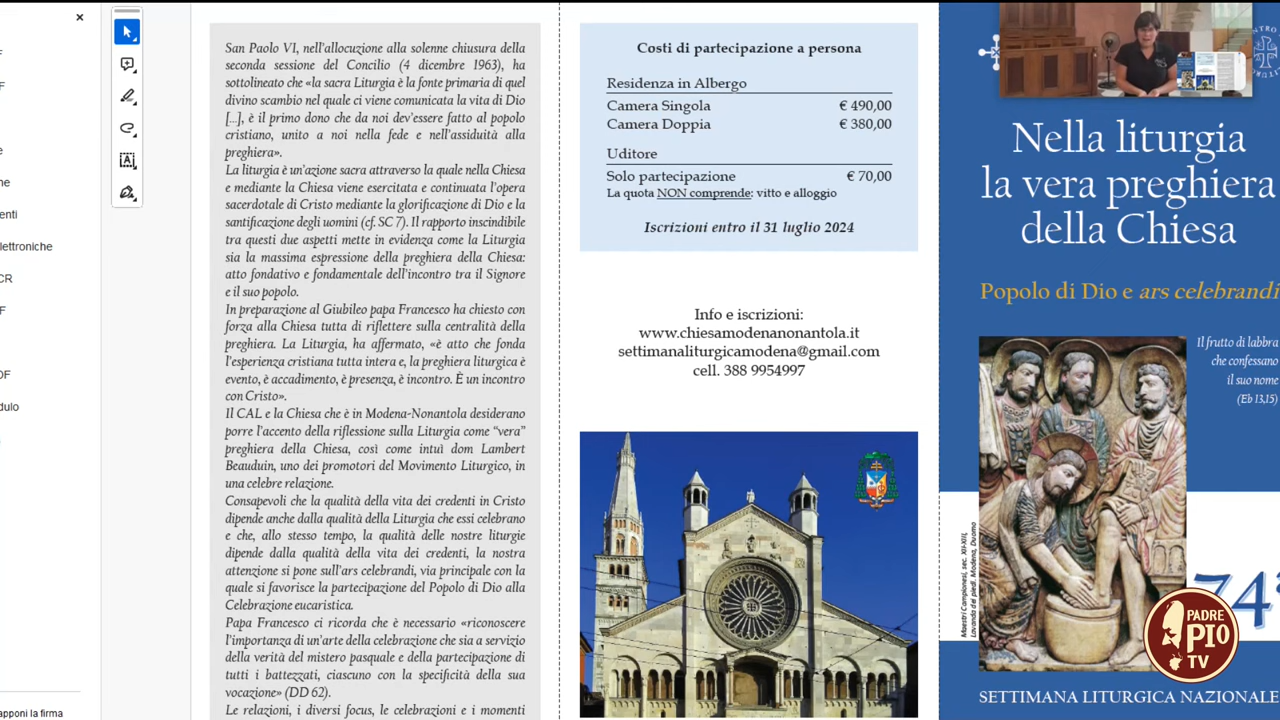 San Paolo VI, nell'allocuzione alla solenne chiusura della
seconda sessione del Concilio (4 dicembre 1963), ha
sottolineato che «la sacra Liturgia è la fonte primaria di quel
divino scambio nel quale ci viene comunicata la vita di Dio
[...], è il primo dono che da noi dev'essere fatto al popolo
cristiano, unito a noi nella fede e nell'assiduità alla
preghiera».
La liturgia è un'azione sacra attraverso la quale nella Chiesa
e mediante la Chiesa viene esercitata e continuata l'opera
sacerdotale di Cristo mediante la glorificazione di Dio e la
santificazione degli uomini (cf. SC 7). Il rapporto inscindibile
tra questi due aspetti mette in evidenza come la Liturgia
sia la massima espressione della preghiera della Chiesa:
atto fondativo e fondamentale dell'incontro tra il Signore
e il suo popolo.
In preparazione al Giubileo papa Francesco ha chiesto con
forza alla Chiesa tutta di riflettere sulla centralità della
preghiera. La Liturgia, ha affermato, «è atto che fonda
l'esperienza cristiana tutta intera e, la preghiera liturgica è
evento, è accadimento, è presenza, è incontro. È un incontro
con Cristo».
Il CAL e la Chiesa che è in Modena-Nonantola desiderano
porre l'accento della riflessione sulla Liturgia come “vera”
preghiera della Chiesa, così come intuì dom Lambert
Beauduin, uno dei promotori del Movimento Liturgico, in
una celebre relazione.
Consapevoli che la qualità della vita dei credenti in Cristo
dipende anche dalla qualità della Liturgia che essi celebrano
e che, allo stesso tempo, la qualità delle nostre liturgie
dipende dalla qualità della vita dei credenti, la nostra
attenzione si pone sull'ars celebrandi, via principale con la
quale si favorisce la partecipazione del Popolo di Dio alla
Celebrazione eucaristica.
Papa Francesco ci ricorda che è necessario «riconoscere
l'importanza di un'arte della celebrazione che sia a servizio
della verità del mistero pasquale e della partecipazione di
tutti i battezzati, ciascuno con la specificità della sua
vocazione» (DD 62).
Le relazioni, i diversi focus, le celebrazioni e i momenti
Costi di partecipazione a persona
Residenza in Albergo
Camera Singola € 490,00
Camera Doppia € 380,00
Uditore
Solo partecipazione € 70,00
La quota NON comprende: vitto e alloggio
Iscrizioni entro il 31 luglio 2024
Info e iscrizioni:
www.chiesamodenanonantola.it
settimanaliturgicamodena@gmail.com
cell. 388 9954997
Nella liturgia
la vera preghiera
della Chiesa
Popolo di Dio e ars celebrandi
Il frutto di labbra
che confessano
il suo nome
(Eb 13,15)
Maestri Campionesi, sec. XII-XIII,
Lavanda dei piedi. Modena, Duomo
74ª
SETTIMANA LITURGICA NAZIONALE
PADRE
PIO
TV
lettroniche
CR
DF
dulo
apponi la firma